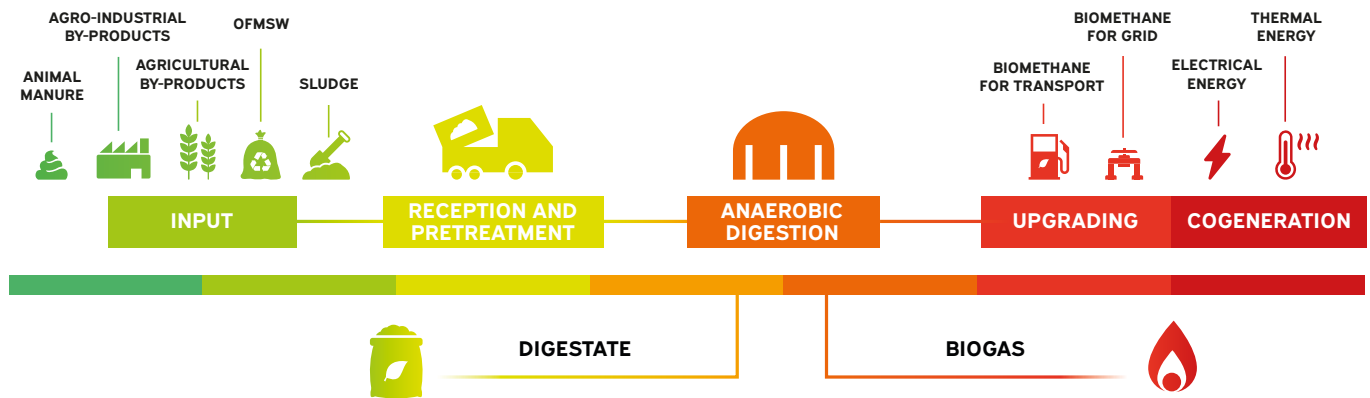 AGRO-INDUSTRIAL
BY-PRODUCTS
OFMSW
BIOMETHANE
FOR GRID
THERMAL
ENERGY
ANIMAL
MANURE
AGRICULTURAL
BY-PRODUCTS
SLUDGE
BIOMETHANE
FOR TRANSPORT
ELECTRICAL
ENERGY
INPUT
RECEPTION AND
PRETREATMENT
ANAEROBIC
DIGESTION
UPGRADING
COGENERATION
DIGESTATE
BIOGAS